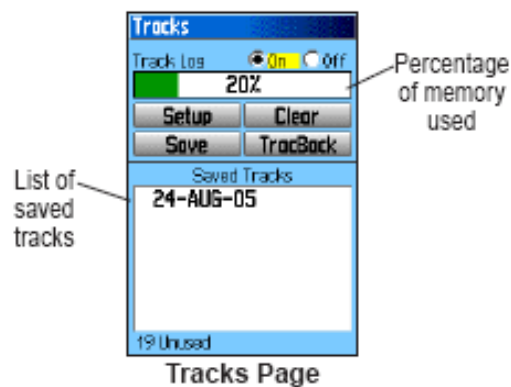 Tracks
Track Log On Off
20%
Setup Clear
Save TracBack
Saved Tracks
24-AUG-05
19 Unused
Percentage
of memory
used
List of
saved
tracks
Tracks Page